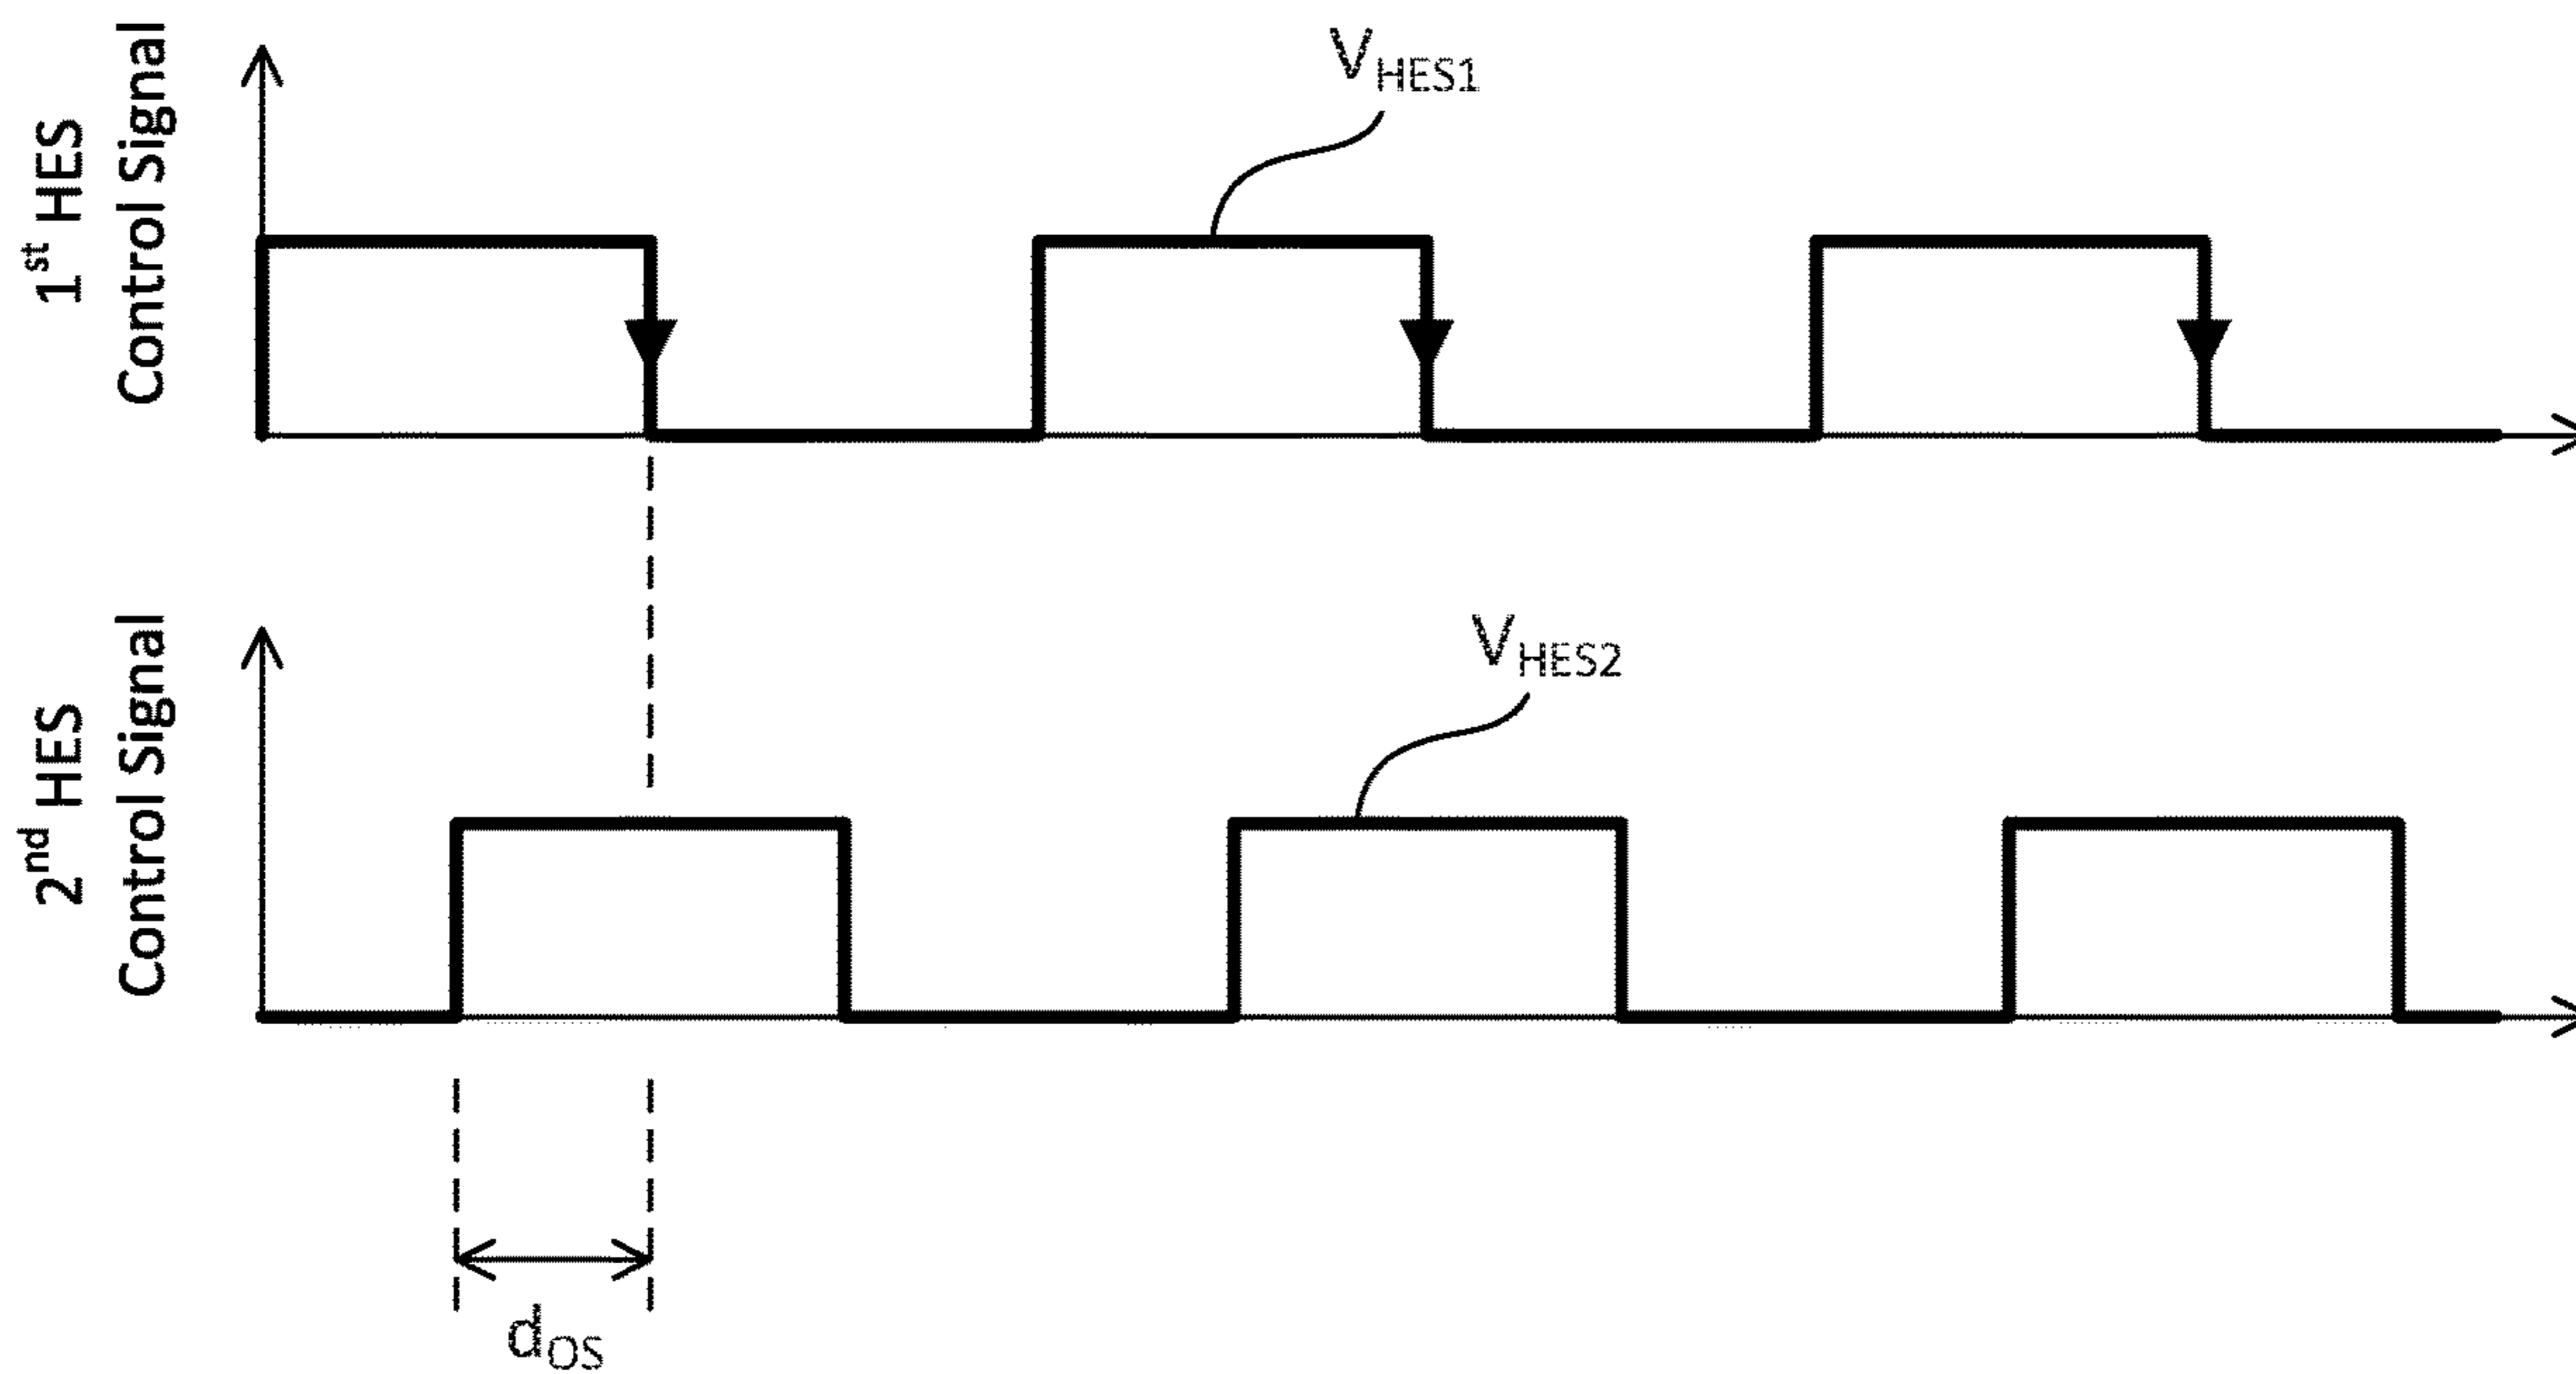 1st HES
Control Signal
VHES1
2nd HES
Control Signal
VHES2
dOS